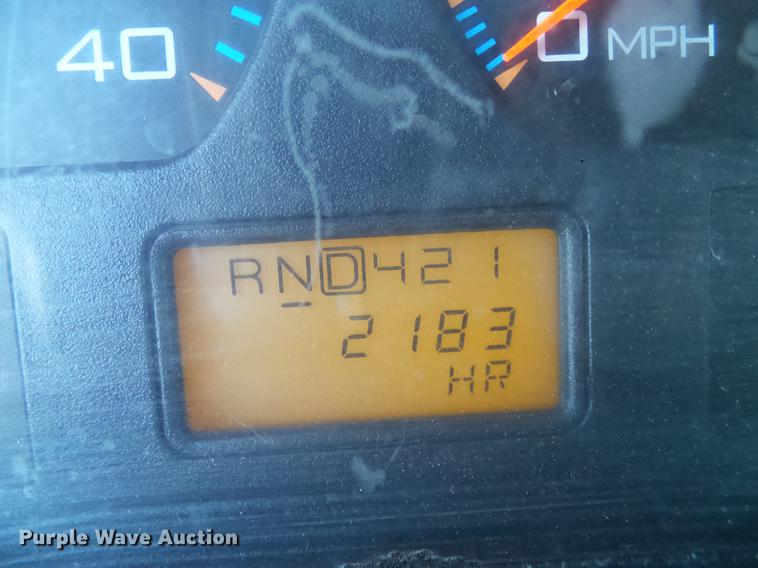 40
0 MPH
RND421
2183
HR
Purple Wave Auction